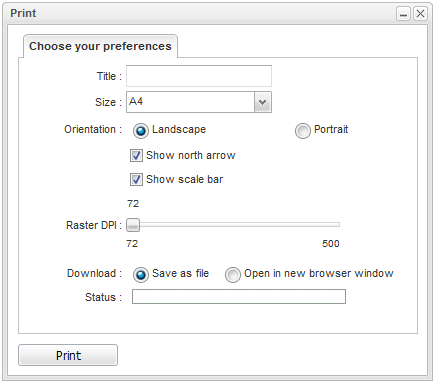 Print
Choose your preferences
Title :
Size : A4
Orientation : Landscape Portrait
Show north arrow
Show scale bar
72
Raster DPI :
72 500
Download : Save as file Open in new browser window
Status :
Print